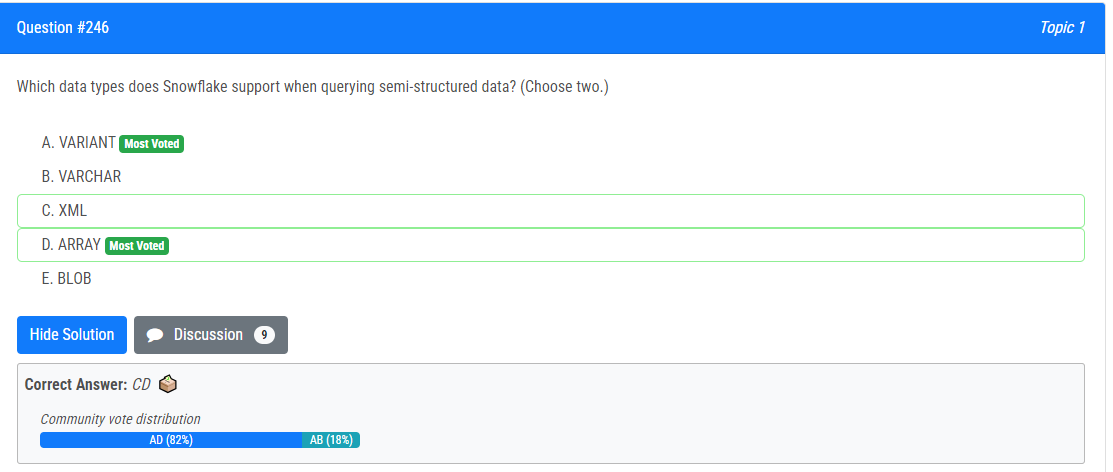 Question #246
Topic 1
Which data types does Snowflake support when querying semi-structured data? (Choose two.)
A. VARIANT Most Voted
B. VARCHAR
C. XML
D. ARRAY Most Voted
E. BLOB
Hide Solution
Discussion 9
Correct Answer: CD
Community vote distribution
AD (82%) AB (18%)